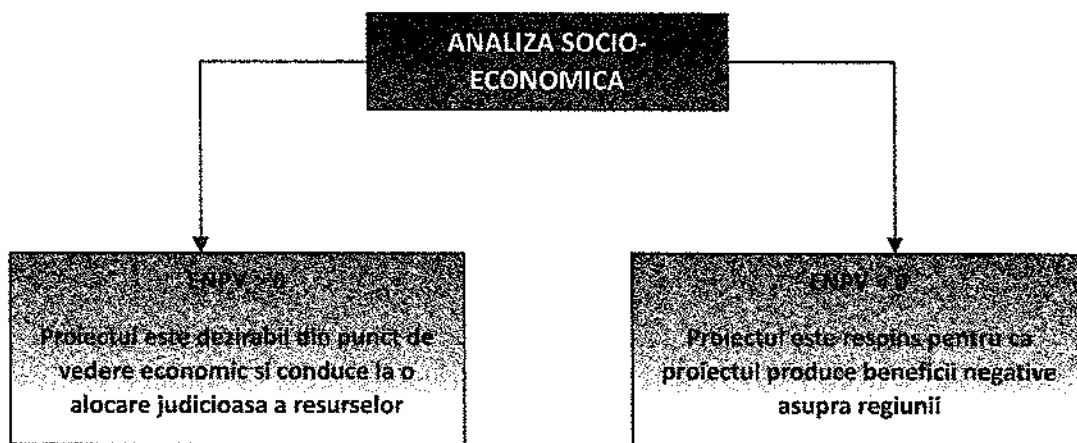 ANALIZA SOCIO-
ECONOMICA
ENPV > 0
Proiectul este dezirabil din punct de
vedere economic si conduce la o
alocare judicioasa a resurselor
ENPV < 0
Proiectul este respins pentru ca
proiectul produce beneficii negative
asupra regiunii